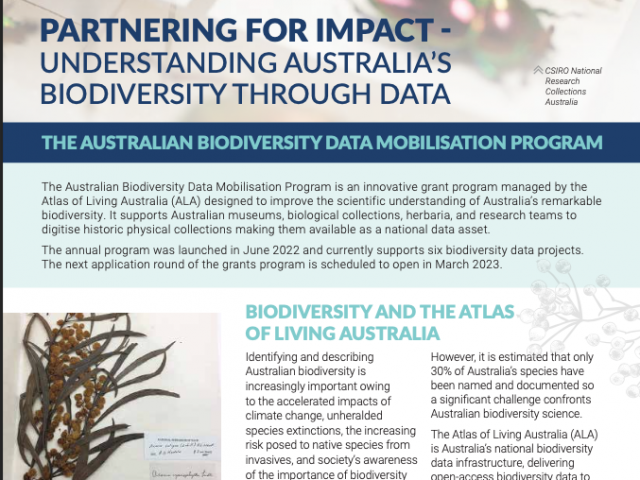 PARTNERING FOR IMPACT -
UNDERSTANDING AUSTRALIA'S
BIODIVERSITY THROUGH DATA
CSIRO National
Research
Collections
Australia
THE AUSTRALIAN BIODIVERSITY DATA MOBILISATION PROGRAM
The Australian Biodiversity Data Mobilisation Program is an innovative grant program managed by the
Atlas of Living Australia (ALA) designed to improve the scientific understanding of Australia's remarkable
biodiversity. It supports Australian museums, biological collections, herbaria, and research teams to
digitise historic physical collections making them available as a national data asset.
The annual program was launched in June 2022 and currently supports six biodiversity data projects.
The next application round of the grants program is scheduled to open in March 2023.
BIODIVERSITY AND THE ATLAS
OF LIVING AUSTRALIA
Identifying and describing
Australian biodiversity is
increasingly important owing
to the accelerated impacts of
climate change, unheralded
species extinctions, the increasing
risk posed to native species from
invasives, and society's awareness
of the importance of biodiversity
However, it is estimated that only
30% of Australia's species have
been named and documented so
a significant challenge confronts
Australian biodiversity science.
The Atlas of Living Australia (ALA)
is Australia's national biodiversity
data infrastructure, delivering
open-access biodiversity data to